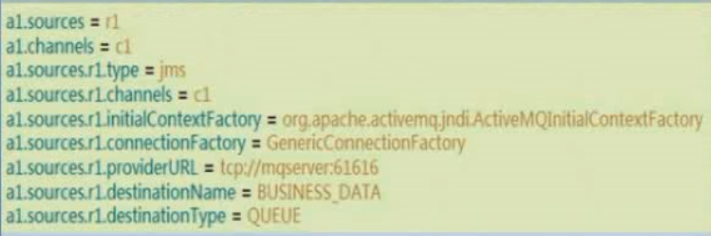 a1.sources = r1
a1.channels = c1
a1.sources.r1.type = jms
a1.sources.r1.channels = c1
a1.sources.r1.initialContextFactory = org.apache.activemq.jndi.ActiveMQInitialContextFactory
a1.sources.r1.connectionFactory = GenericConnectionFactory
a1.sources.r1.providerURL = tcp://mqserver:61616
a1.sources.r1.destinationName = BUSINESS_DATA
a1.sources.r1.destinationType = QUEUE